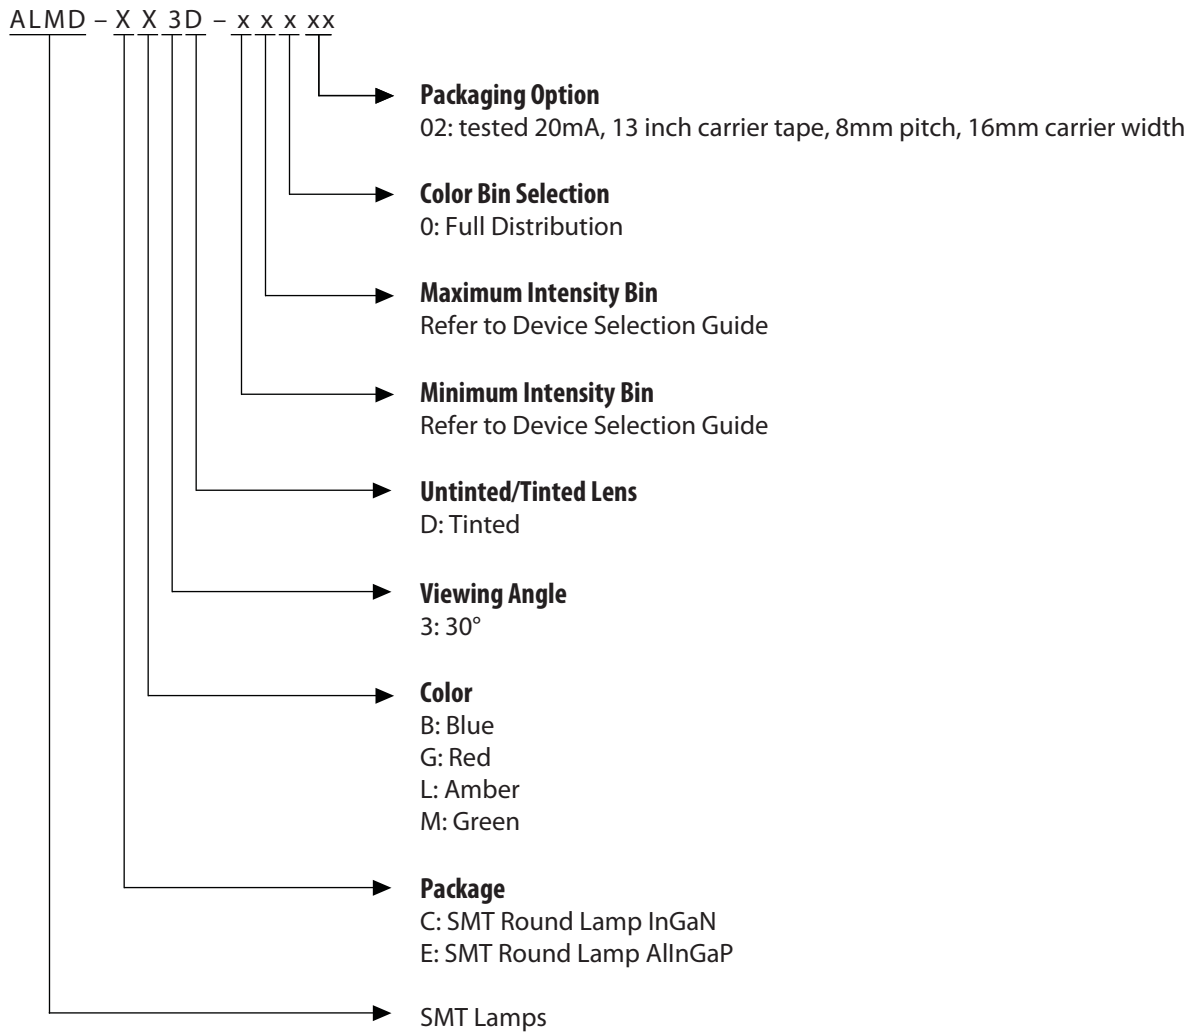 ALMD – X X 3D – x x x xx
Packaging Option
02: tested 20mA, 13 inch carrier tape, 8mm pitch, 16mm carrier width
Color Bin Selection
0: Full Distribution
Maximum Intensity Bin
Refer to Device Selection Guide
Minimum Intensity Bin
Refer to Device Selection Guide
Untinted/Tinted Lens
D: Tinted
Viewing Angle
3: 30°
Color
B: Blue
G: Red
L: Amber
M: Green
Package
C: SMT Round Lamp InGaN
E: SMT Round Lamp AlInGaP
SMT Lamps